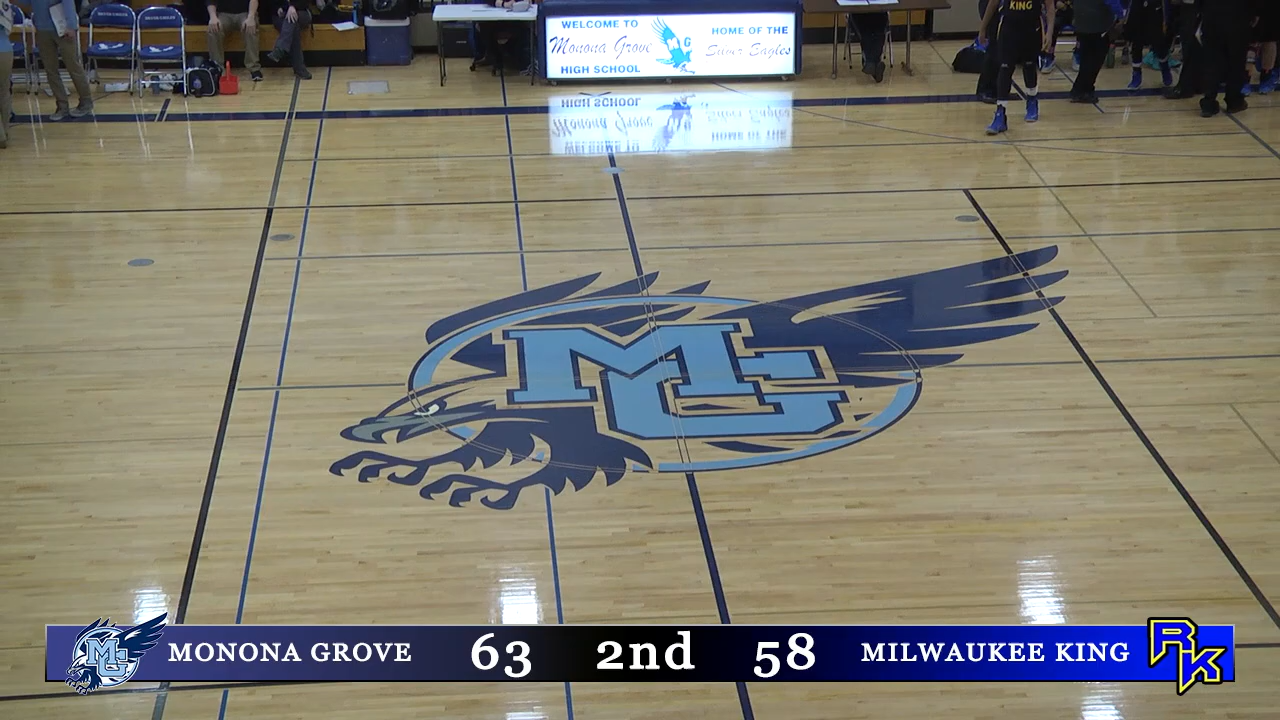 KING
WELCOME TO
Monona Grove
HIGH SCHOOL
HOME OF THE
Silver Eagles
MG
MONONA GROVE 63 2nd 58 MILWAUKEE KING
RK